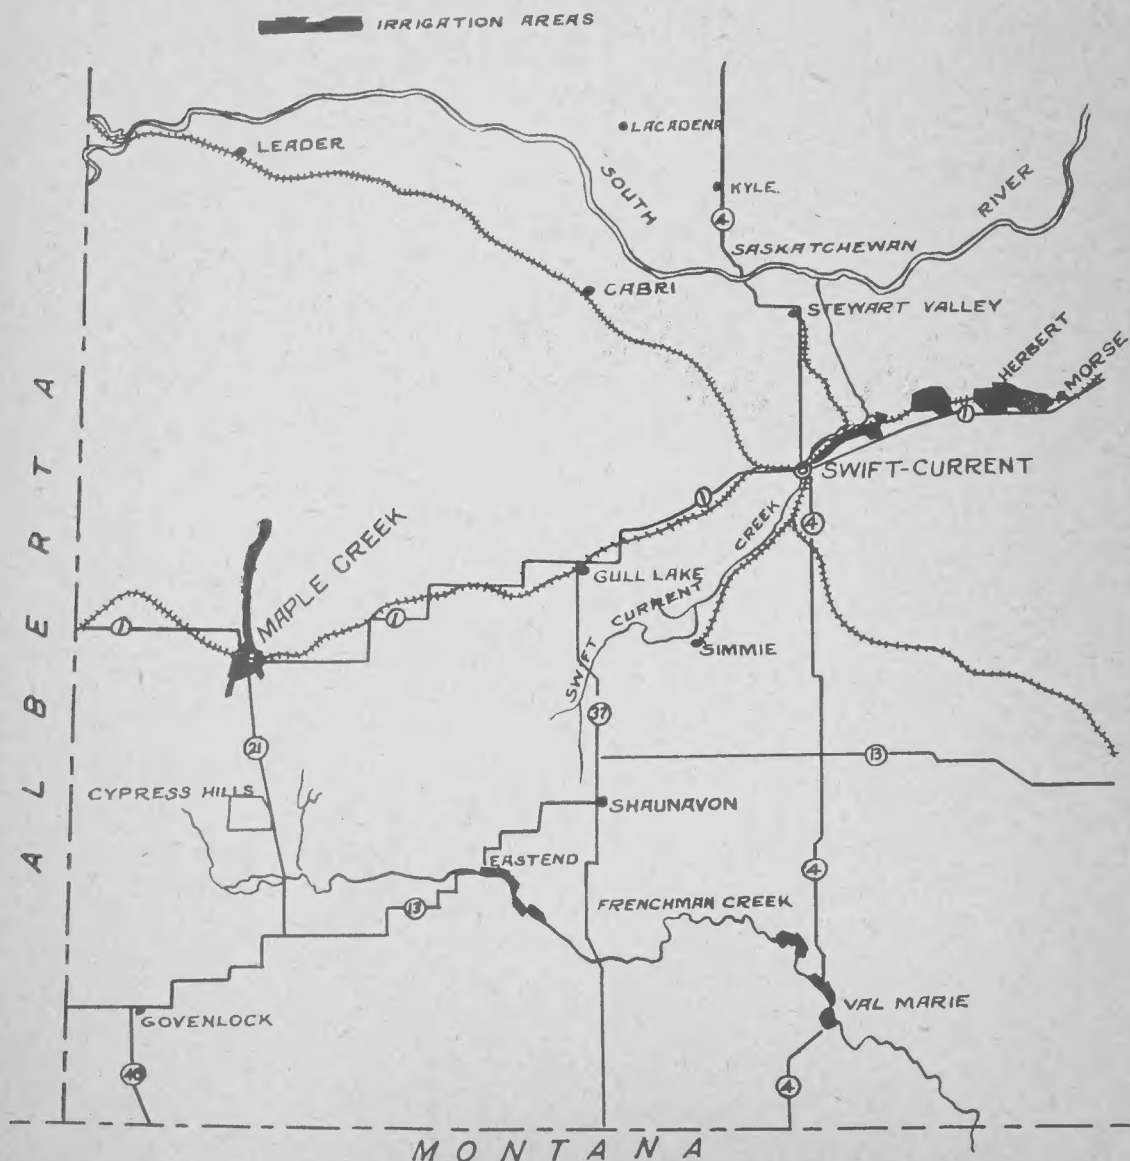 IRRIGATION AREAS
LEADER
LACADENA
KYLE.
4
SOUTH
SASKATCHEWAN
RIVER
CABRI
STEWART VALLEY
HERBERT
MORSE
1
SWIFT-CURRENT
1
4
ALBERTA
MAPLE CREEK
GULL LAKE
SWIFT CURRENT CREEK
SIMMIE
1
1
37
21
13
CYPRESS HILLS
SHAUNAVON
EASTEND
4
13
FRENCHMAN CREEK
VAL MARIE
GOVENLOCK
4
MONTANA